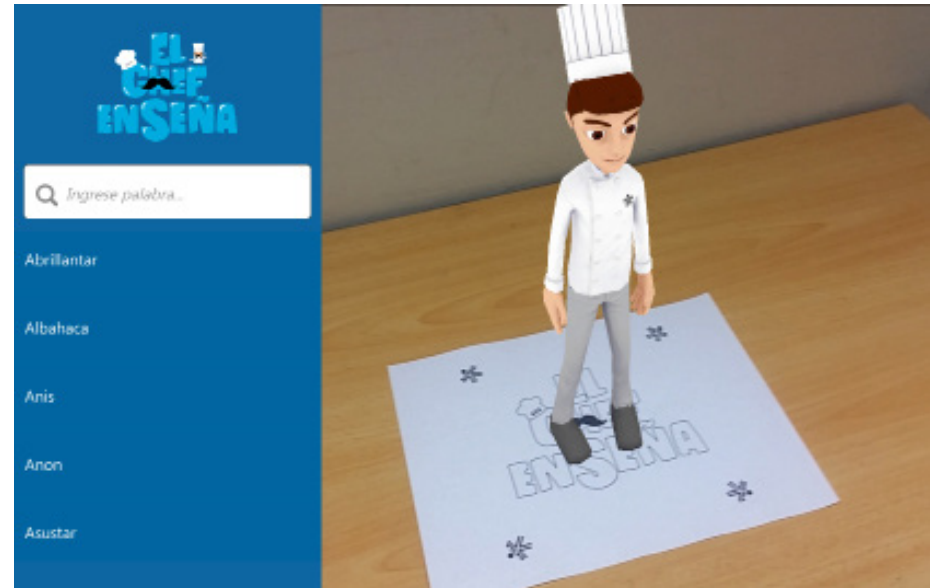 EL
CHEF
ENSEÑA
Ingrese palabra...
Abrillantar
Albahaca
Anis
Anon
Asustar
EL
CHEF
ENSEÑA